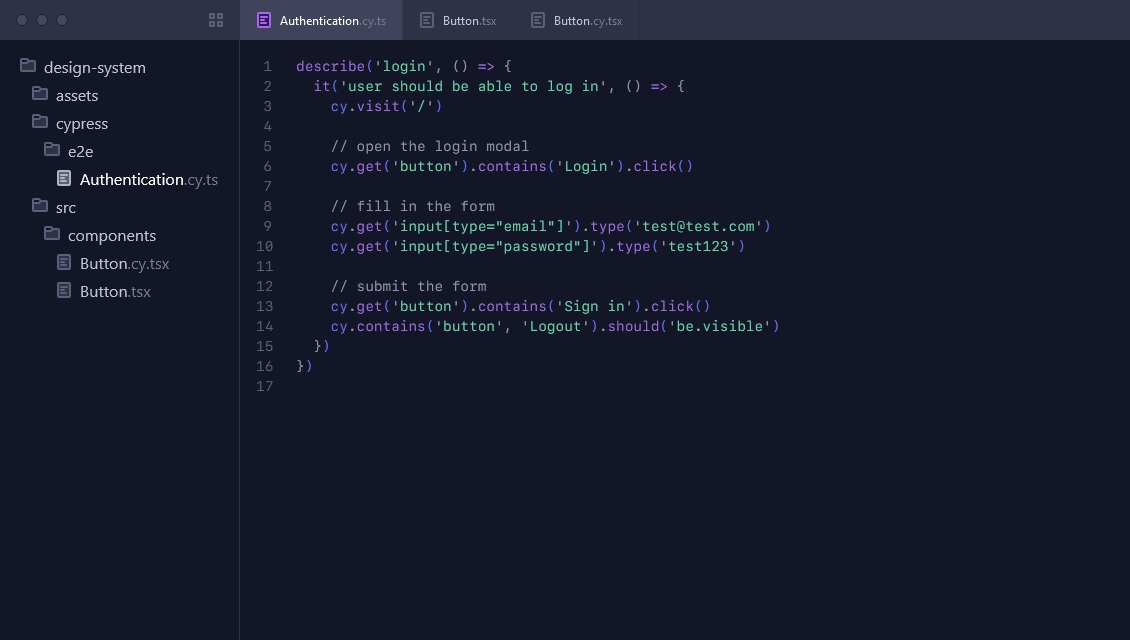 Authentication.cy.ts
Button.tsx
Button.cy.tsx
design-system
assets
cypress
e2e
Authentication.cy.ts
src
components
Button.cy.tsx
Button.tsx
1 describe('login', () => {
2   it('user should be able to log in', () => {
3     cy.visit('/')
4
5     // open the login modal
6     cy.get('button').contains('Login').click()
7
8     // fill in the form
9     cy.get('input[type="email"]').type('test@test.com')
10     cy.get('input[type="password"]').type('test123')
11
12     // submit the form
13     cy.get('button').contains('Sign in').click()
14     cy.contains('button', 'Logout').should('be.visible')
15   })
16 })
17